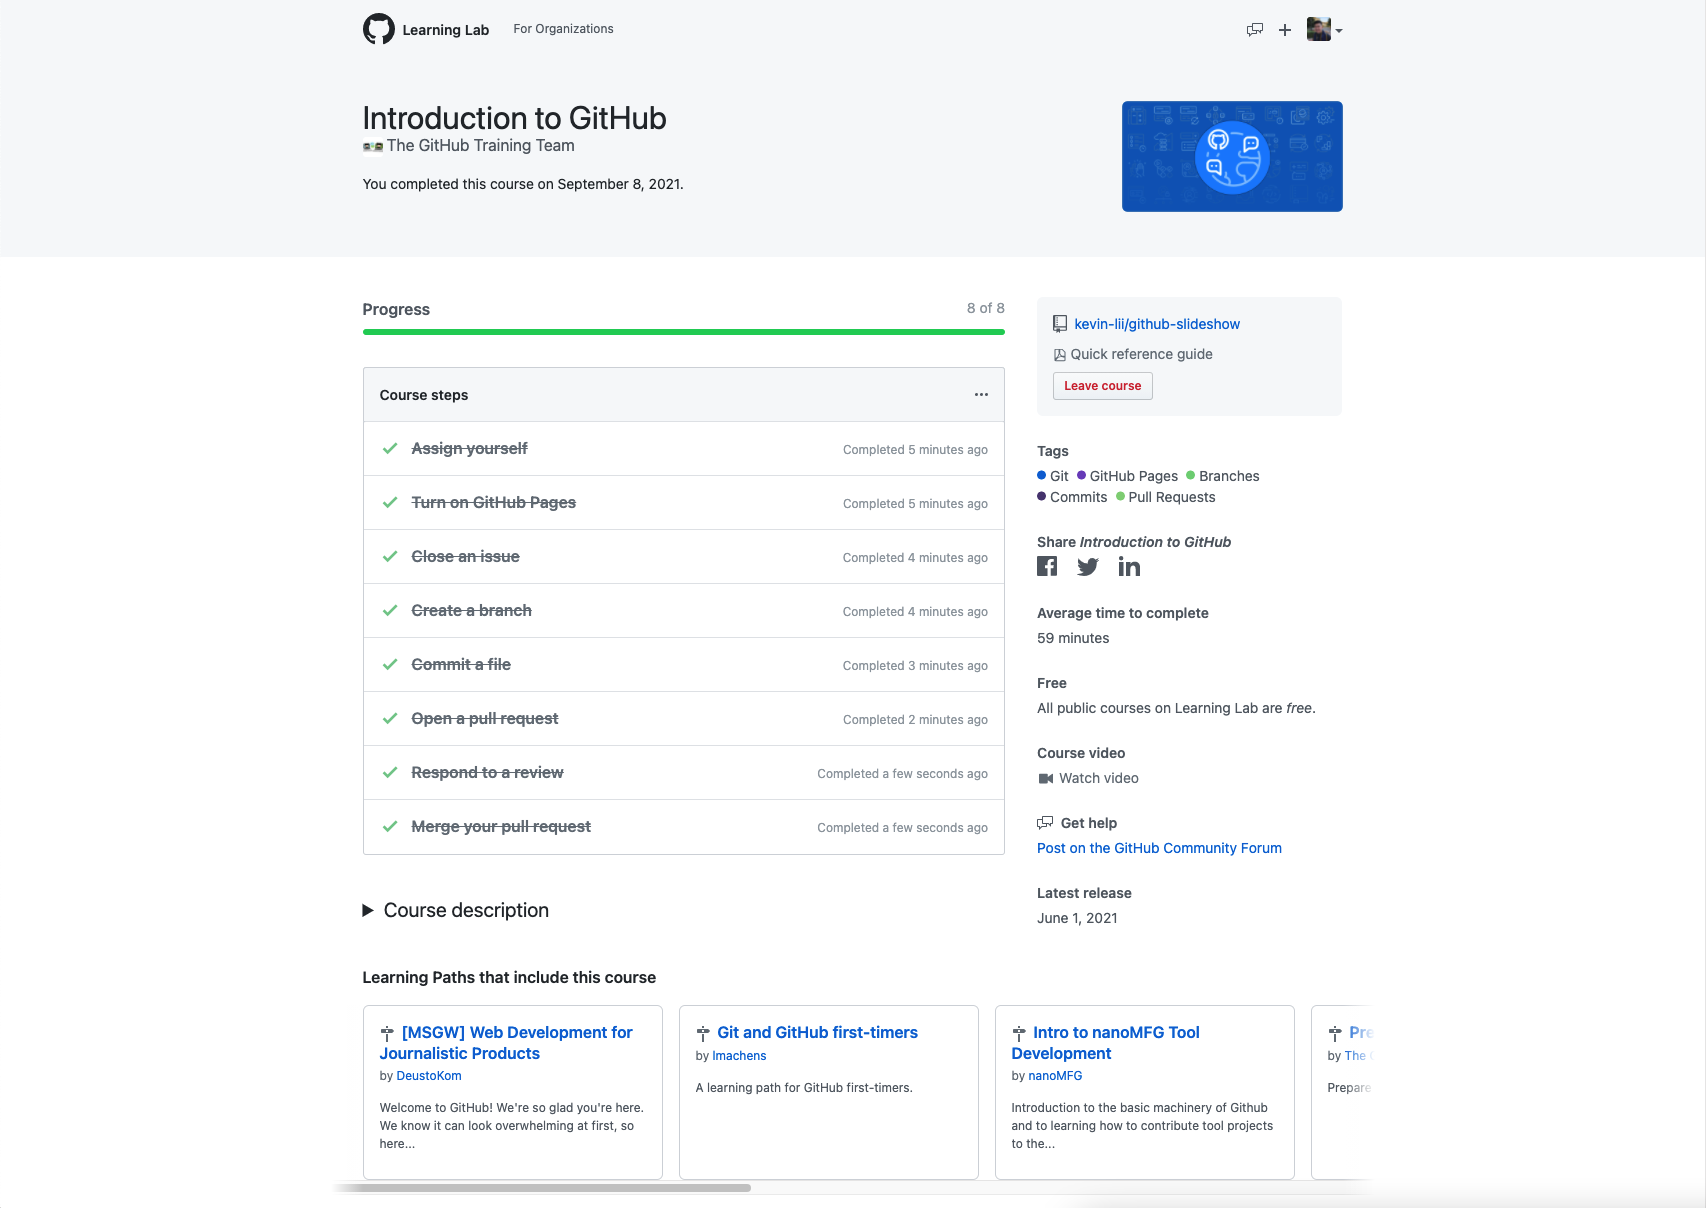 Learning Lab
For Organizations
Introduction to GitHub
The GitHub Training Team
You completed this course on September 8, 2021.
Progress
8 of 8
Course steps
Assign yourself
Completed 5 minutes ago
Turn on GitHub Pages
Completed 5 minutes ago
Close an issue
Completed 4 minutes ago
Create a branch
Completed 4 minutes ago
Commit a file
Completed 3 minutes ago
Open a pull request
Completed 2 minutes ago
Respond to a review
Completed a few seconds ago
Merge your pull request
Completed a few seconds ago
Course description
kevin-lii/github-slideshow
Quick reference guide
Leave course
Tags
Git GitHub Pages Branches
Commits Pull Requests
Share Introduction to GitHub
Average time to complete
59 minutes
Free
All public courses on Learning Lab are free.
Course video
Watch video
Get help
Post on the GitHub Community Forum
Latest release
June 1, 2021
Learning Paths that include this course
[MSGW] Web Development for
Journalistic Products
by DeustoKom
Welcome to GitHub! We're so glad you're here.
We know it can look overwhelming at first, so
here...
Git and GitHub first-timers
by
A learning path for GitHub first-timers.
Intro to nanoMFG Tool
Development
by nanoMFG
Introduction to the basic machinery of Github
and to learning how to contribute tool projects
to the...
Pre
by The
Prepare